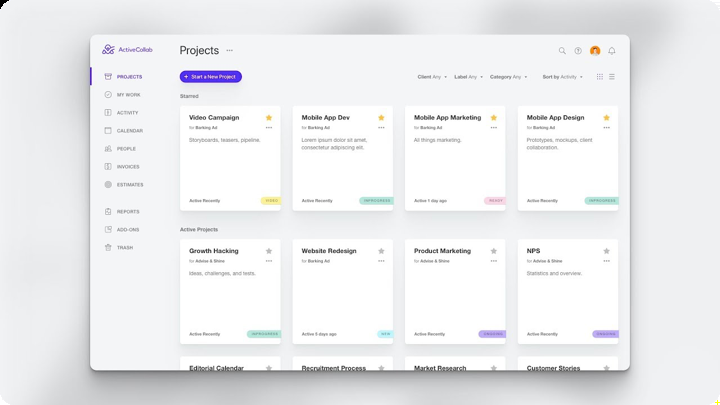 ActiveCollab
Projects
PROJECTS
MY WORK
ACTIVITY
CALENDAR
PEOPLE
INVOICES
ESTIMATES
REPORTS
ADD-ONS
TRASH
+ Start a New Project
Client Any
Label Any
Category Any
Sort by Activity
Starred
Video Campaign
for Barking Ad
Storyboards, teasers, pipeline.
Active Recently
VIDEO
Mobile App Dev
for Barking Ad
Lorem ipsum dolor sit amet,
consectetur adipiscing elit.
Active Recently
INPROGRESS
Mobile App Marketing
for Barking Ad
All things marketing.
Active 1 day ago
READY
Mobile App Design
for Barking Ad
Prototypes, mockups, client
collaboration.
Active Recently
INPROGRESS
Active Projects
Growth Hacking
for Advise & Shine
Ideas, challenges, and tests.
Active Recently
INPROGRESS
Website Redesign
for Barking Ad
Active 5 days ago
NEW
Product Marketing
for Advise & Shine
Active Recently
ONGOING
NPS
for Advise & Shine
Statistics and overview.
Active Recently
ONGOING
Editorial Calendar
Recruitment Process
Market Research
Customer Stories